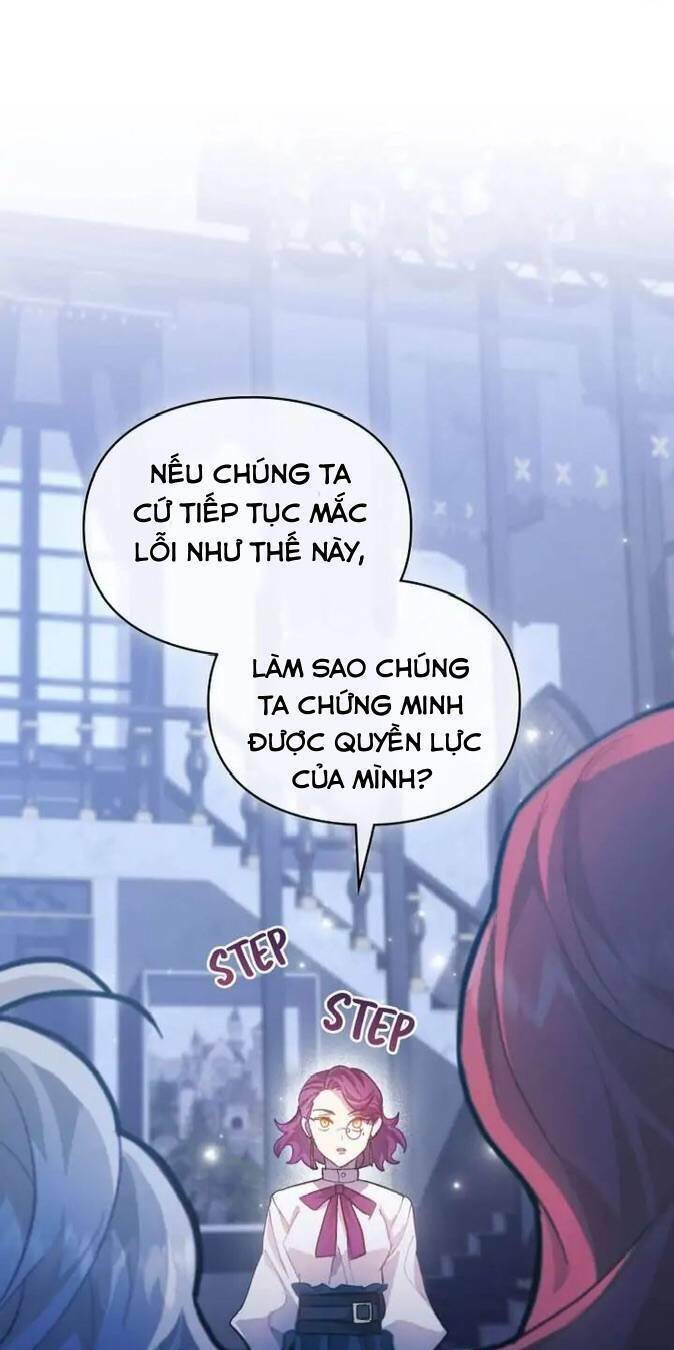 NẾU CHÚNG TA
CỨ TIẾP TỤC MẮC
LỖI NHƯ THẾ NÀY,
LÀM SAO CHÚNG
TA CHỨNG MINH
ĐƯỢC QUYỀN LỰC
CỦA MÌNH?
STEP
STEP